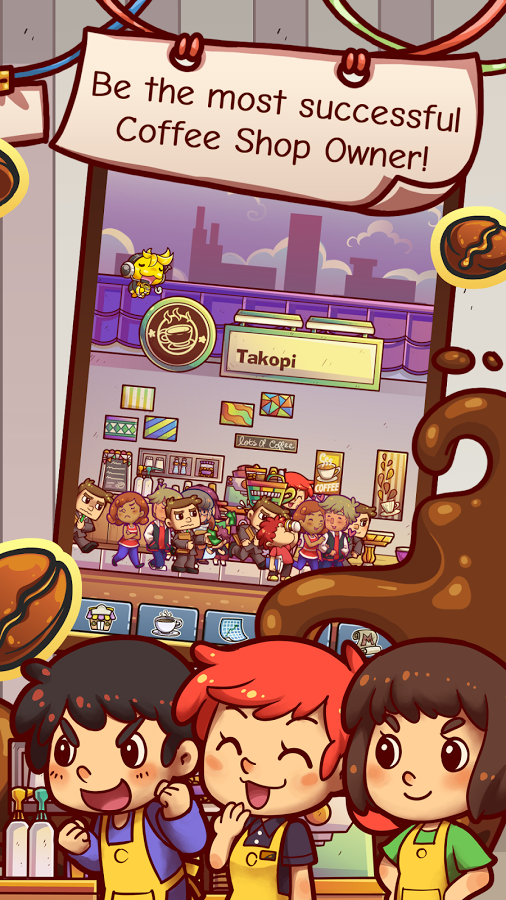 Be the most successful
Coffee Shop Owner!
Takopi
lots of Coffee
COFFEE
C
C